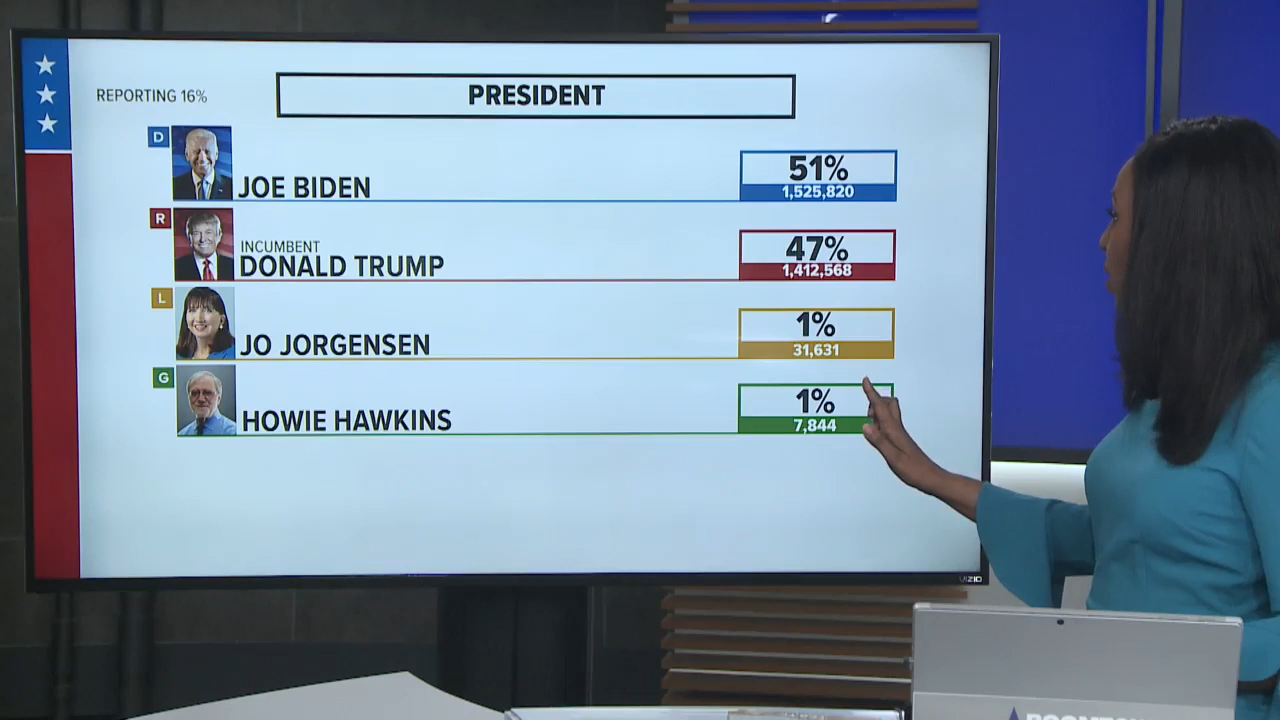 REPORTING 16%
PRESIDENT
D
JOE BIDEN
51%
1,525,820
R
INCUMBENT
DONALD TRUMP
47%
1,412,568
L
JO JORGENSEN
1%
31,631
G
HOWIE HAWKINS
1%
7,844
VIZIO